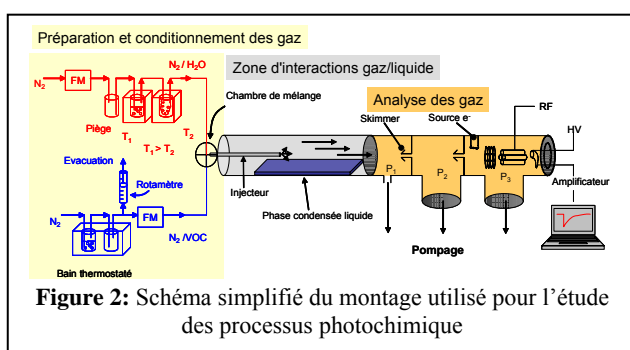 Préparation et conditionnement des gaz
N2 / H2O
Zone d'interactions gaz/liquide
N2
FM
Chambre de mélange
Analyse des gaz
Skimmer
Source e-
RF
HV
Piège
T1
T2
T1 > T2
Evacuation
Rotamètre
Injecteur
P1
P2
P3
Amplificateur
Phase condensée liquide
N2
FM
N2 /VOC
Pompage
Bain thermostaté
Figure 2: Schéma simplifié du montage utilisé pour l'étude
des processus photochimique